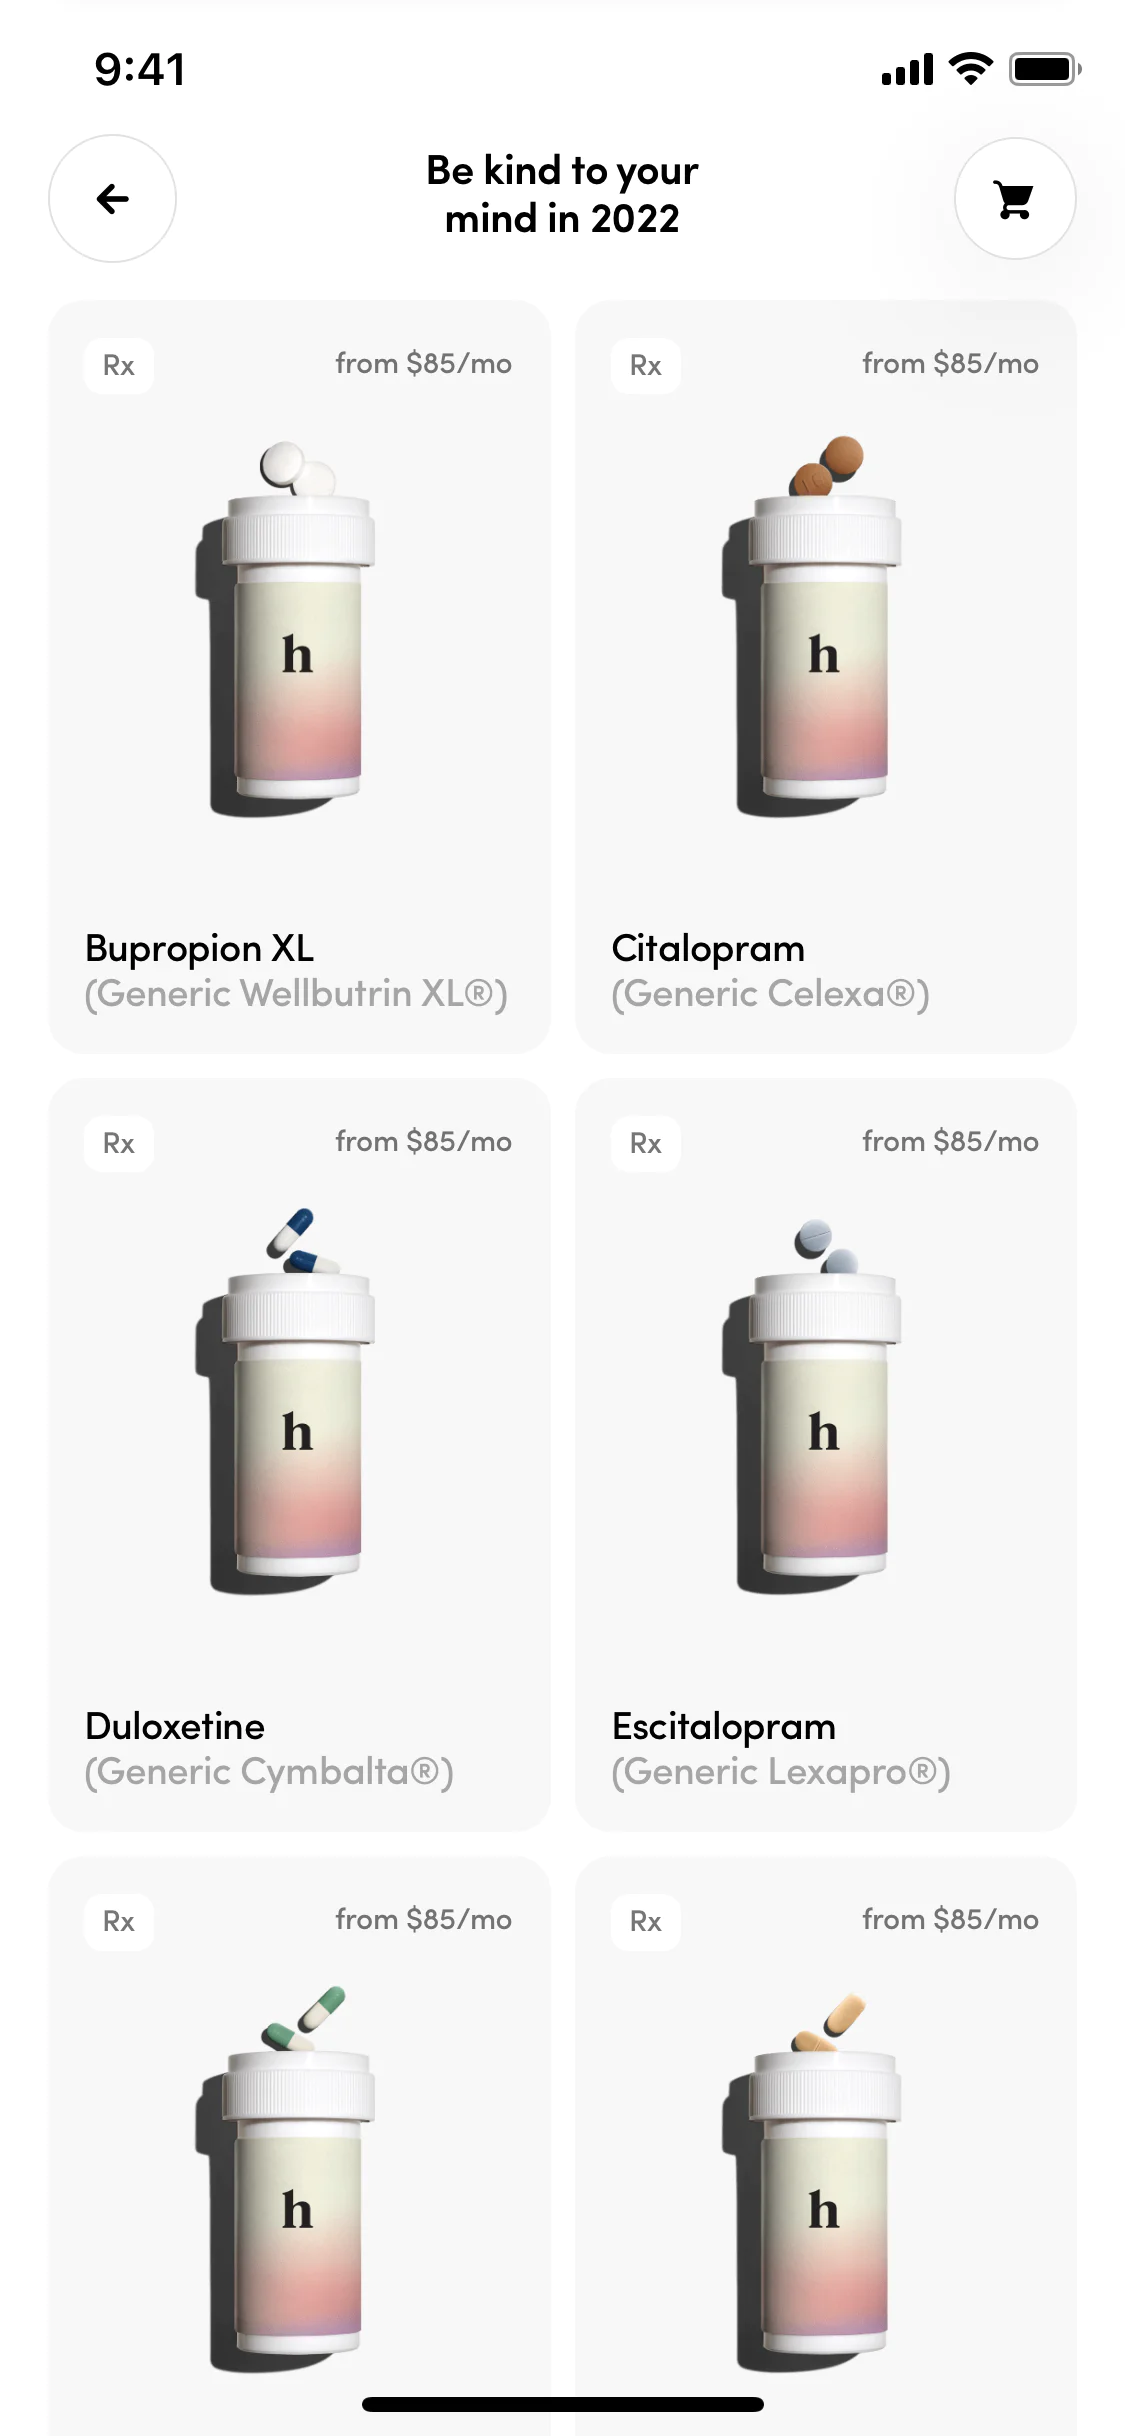 9:41
Be kind to your
mind in 2022
Rx
from $85/mo
h
Bupropion XL
(Generic Wellbutrin XL®)
Rx
from $85/mo
h
Citalopram
(Generic Celexa®)
Rx
from $85/mo
h
Duloxetine
(Generic Cymbalta®)
Rx
from $85/mo
h
Escitalopram
(Generic Lexapro®)
Rx
from $85/mo
h
Rx
from $85/mo
h